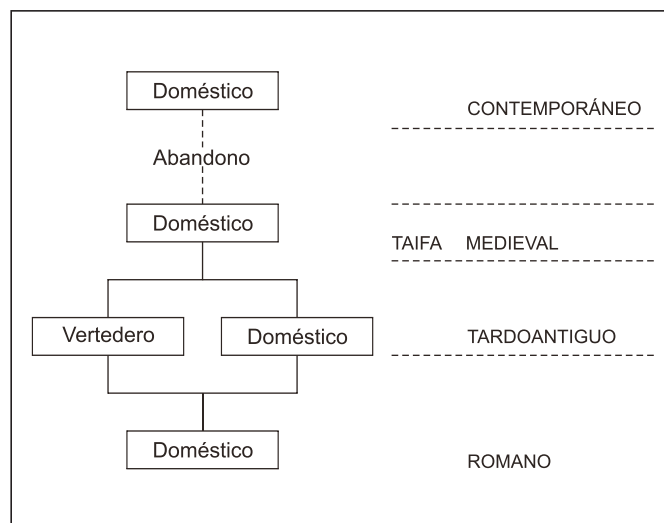 Doméstico
CONTEMPORÁNEO
Abandono
Doméstico
TAIFA MEDIEVAL
Vertedero
Doméstico
TARDOANTIGUO
Doméstico
ROMANO